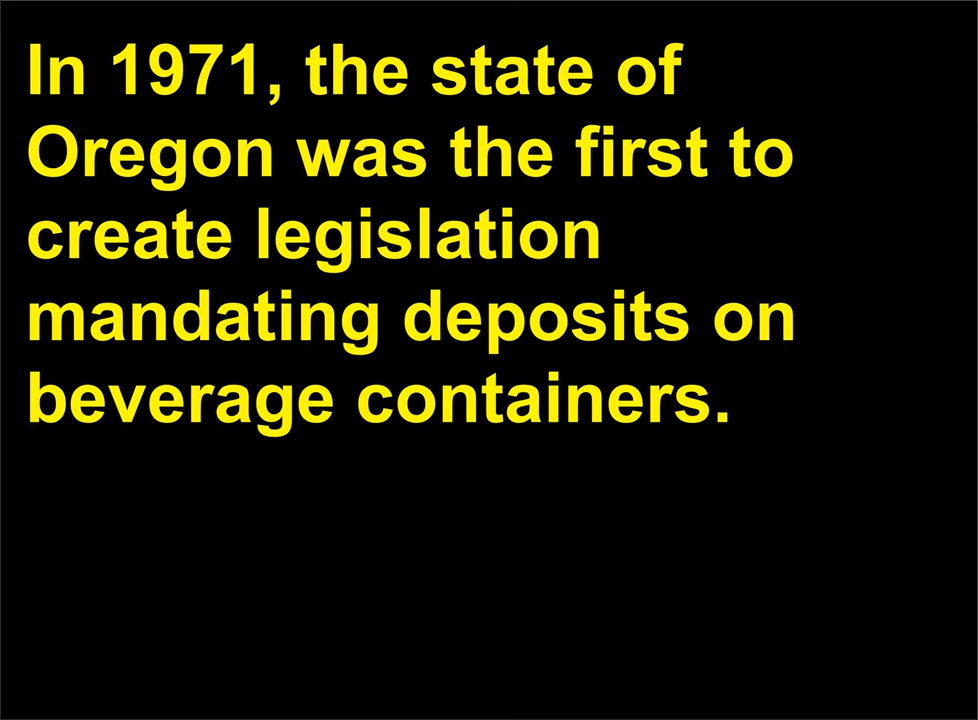 In 1971, the state of
Oregon was the first to
create legislation
mandating deposits on
beverage containers.